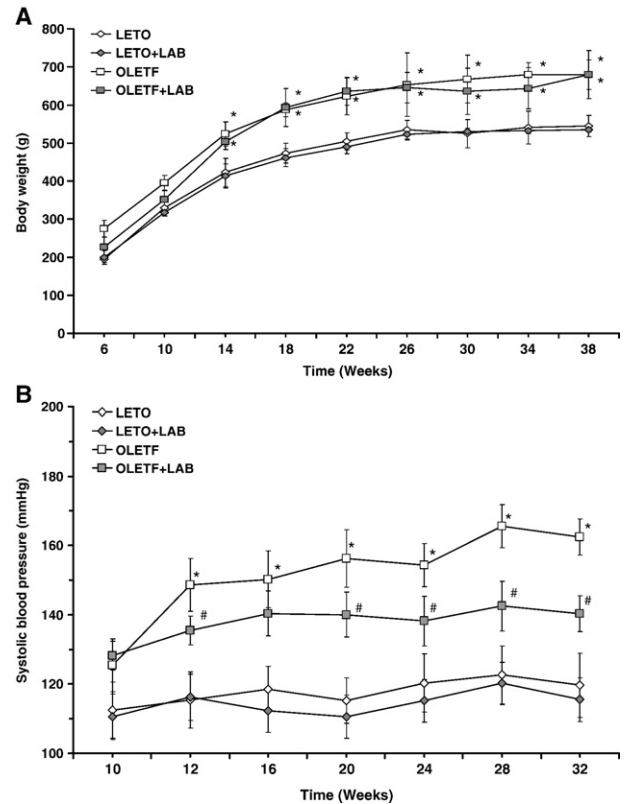 A
LETO
LETO+LAB
OLETF
OLETF+LAB
Body weight (g)
800
700
600
500
400
300
200
100
0
* * * * * * *
* * * * * * *
6 10 14 18 22 26 30 34 38
Time (Weeks)
B
LETO
LETO+LAB
OLETF
OLETF+LAB
Systolic blood pressure (mmHg)
200
180
160
140
120
100
* * * * * *
# # # # #
10 12 16 20 24 28 32
Time (Weeks)